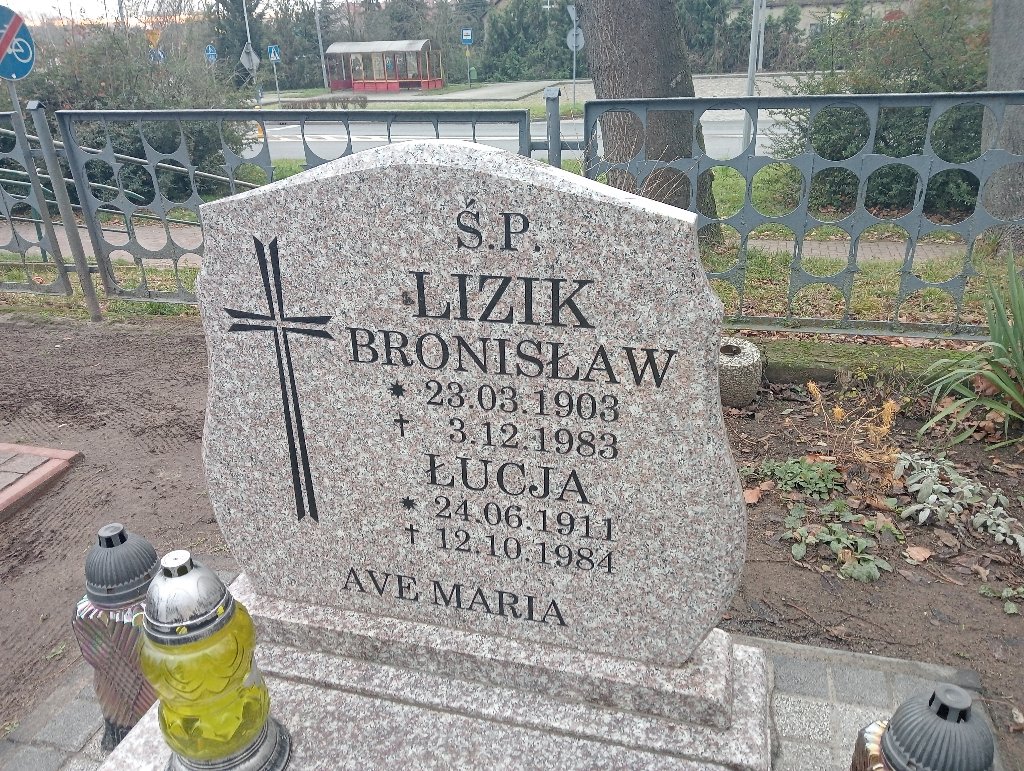 Ś.P.
LIZIK
BRONISŁAW
* 23.03.1903
✝ 3.12.1983
ŁUCJA
* 24.06.1911
✝ 12.10.1984
AVE MARIA